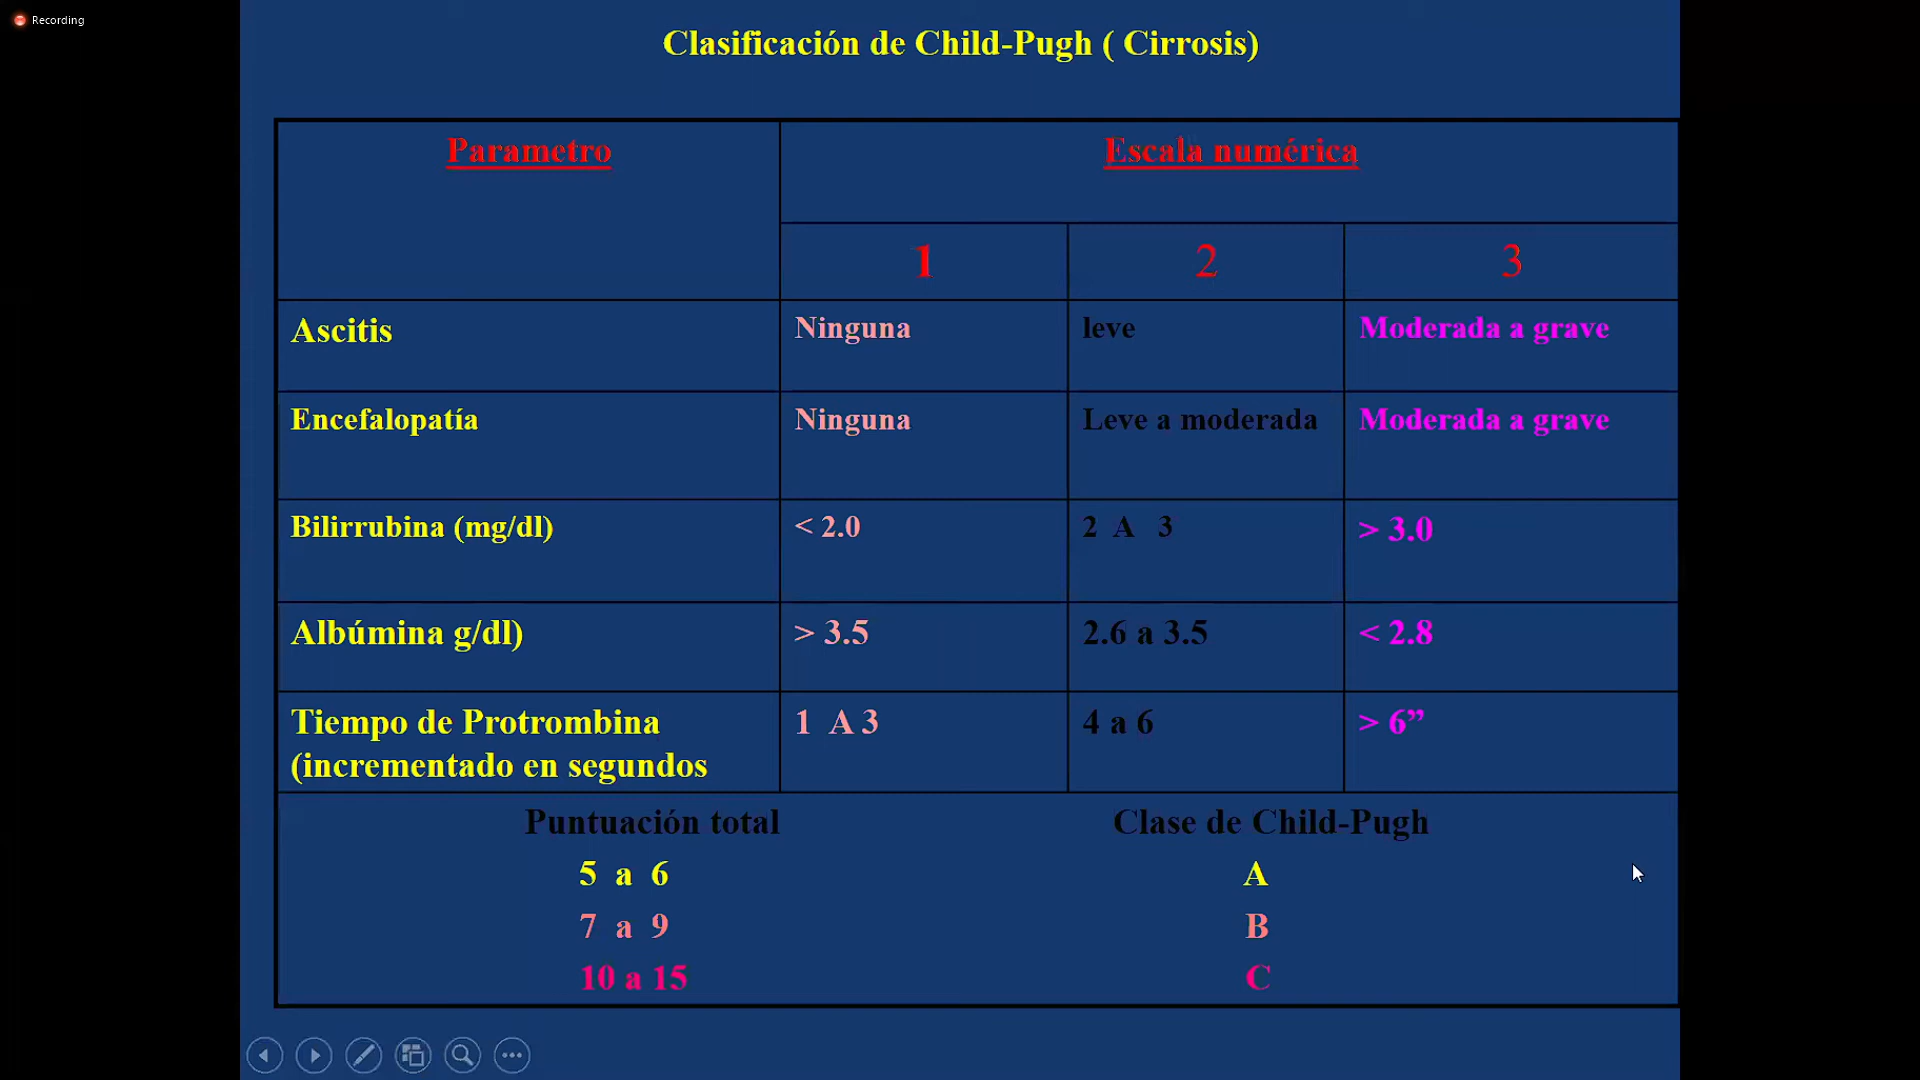 Recording
Clasificación de Child-Pugh ( Cirrosis)
Parametro
Escala numérica
1
2
3
Ascitis
Ninguna
leve
Moderada a grave
Encefalopatía
Ninguna
Leve a moderada
Moderada a grave
Bilirrubina (mg/dl)
< 2.0
2 A 3
> 3.0
Albúmina g/dl)
> 3.5
2.6 a 3.5
< 2.8
Tiempo de Protrombina
(incrementado en segundos
1 A 3
4 a 6
> 6”
Puntuación total
Clase de Child-Pugh
5 a 6
A
7 a 9
B
10 a 15
C